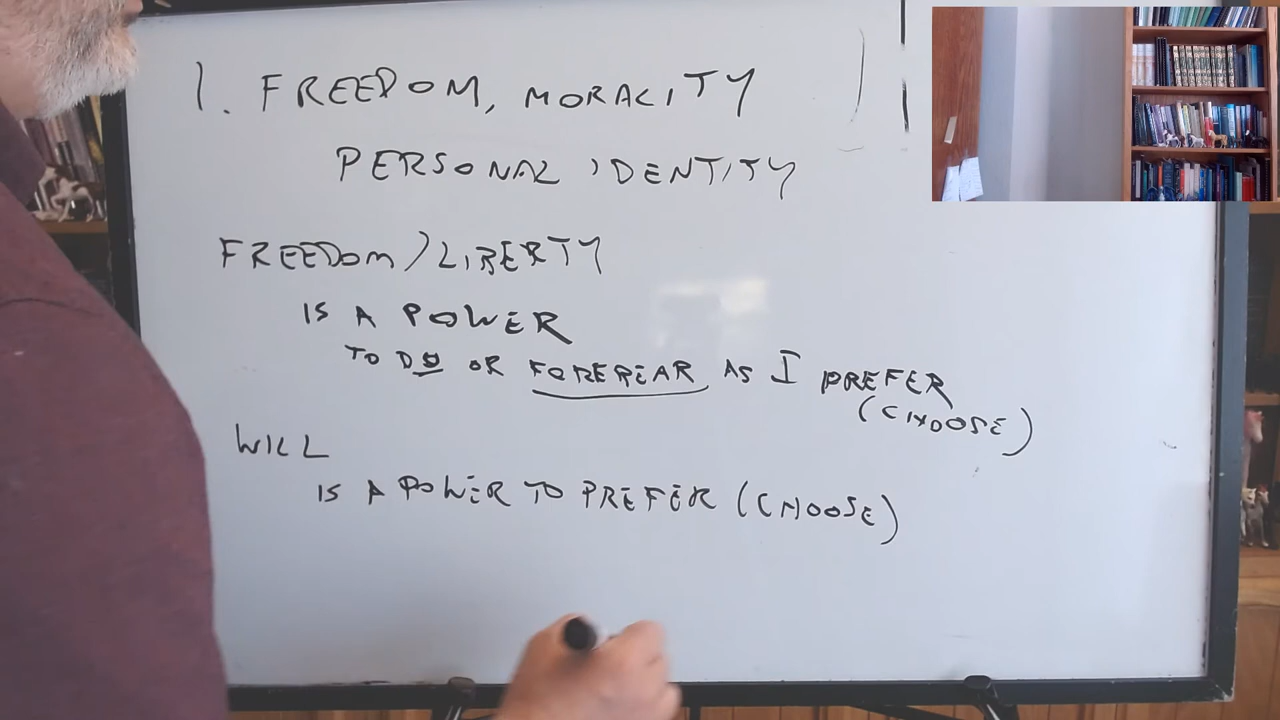 1. FREEDOM, MORALITY
PERSONAL IDENTITY
FREEDOM/LIBERTY
IS A POWER
TO DO OR FOREBEAR AS I PREFER
(CHOOSE)
WILL
IS A POWER TO PREFER (CHOOSE)